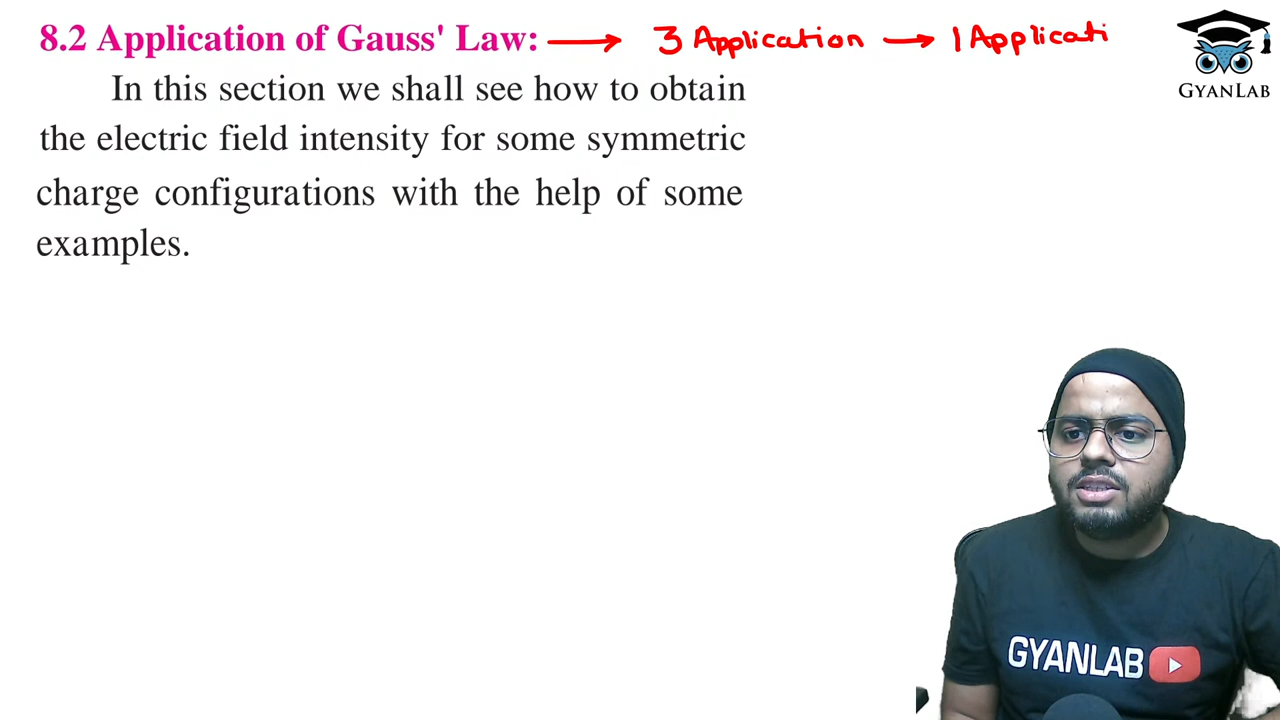 8.2 Application of Gauss' Law: → 3 Application → 1 Applicati
GYANLAB
In this section we shall see how to obtain
the electric field intensity for some symmetric
charge configurations with the help of some
examples.
GYANLAB